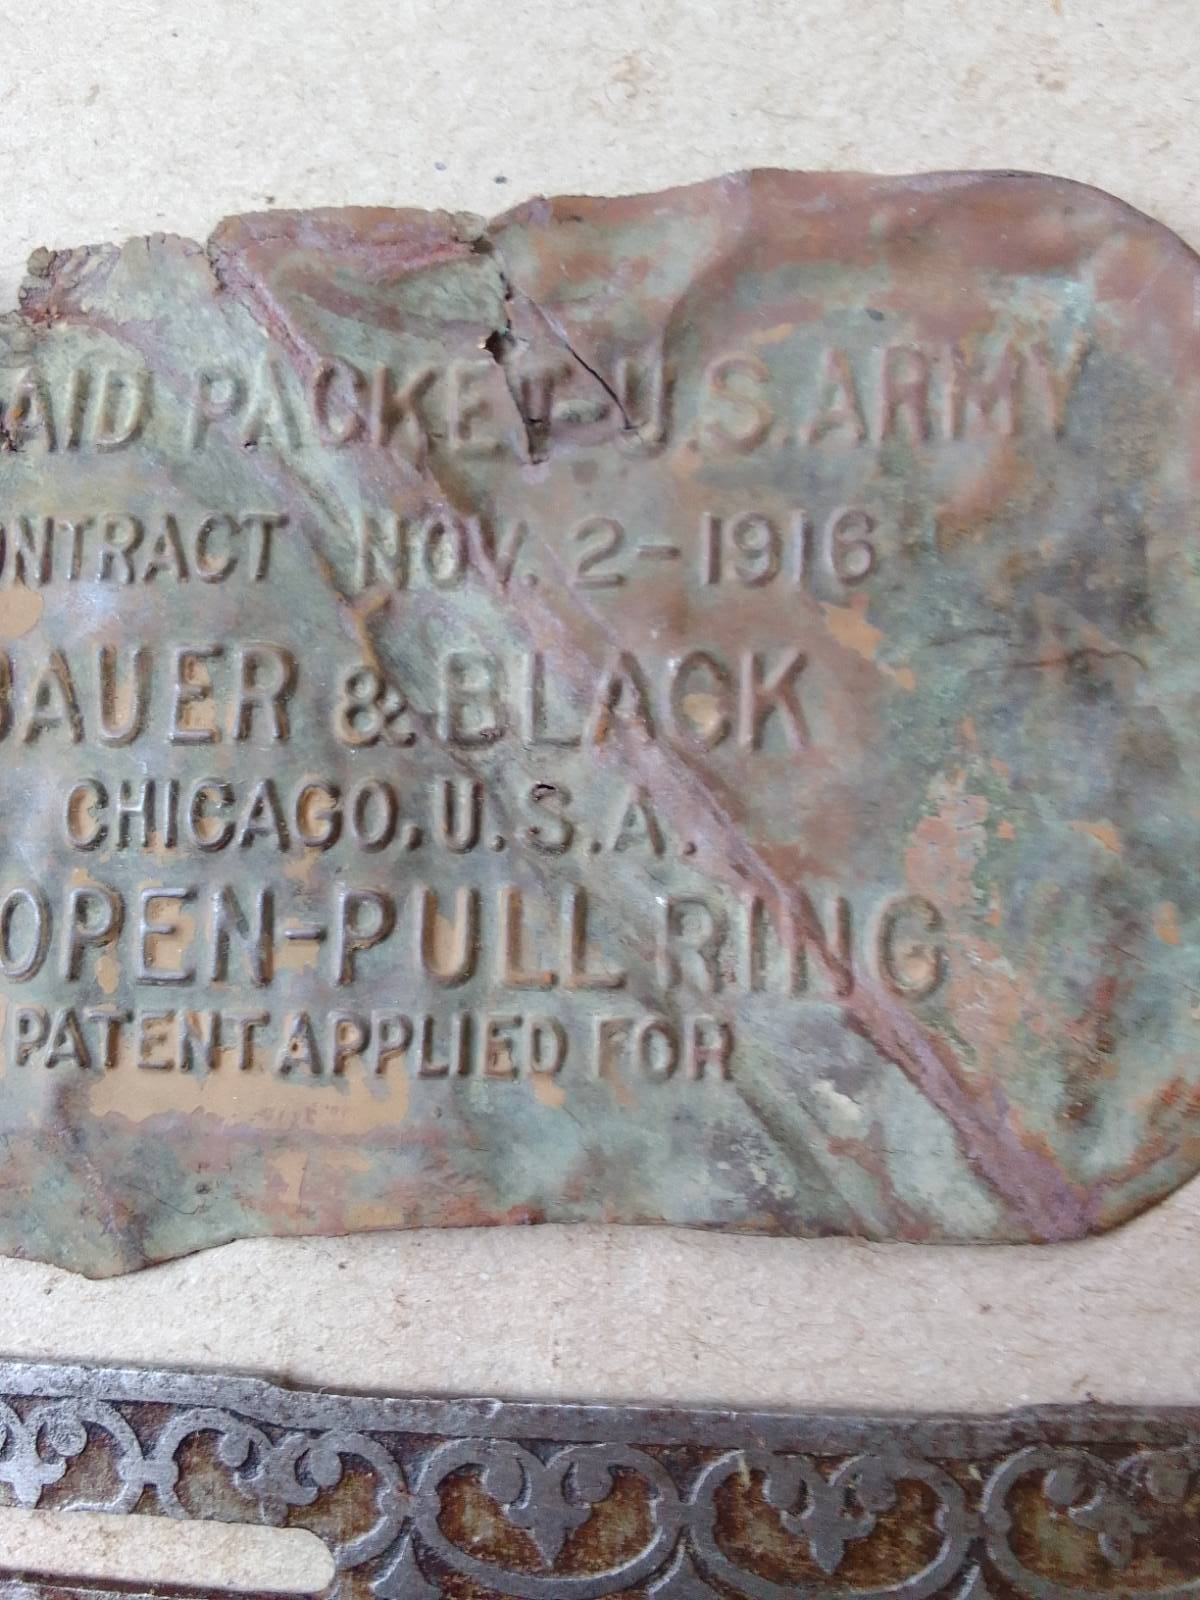 AID PACKET-U.S. ARMY
ONTRACT NOV. 2-1916
BAUER & BLACK
CHICAGO, U.S.A.
OPEN-PULL RING
PATENT APPLIED FOR